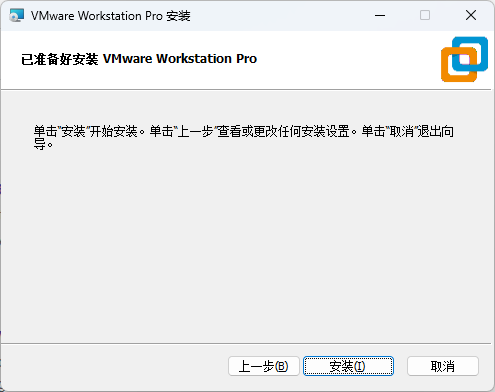 VMware Workstation Pro 安装
已准备好安装 VMware Workstation Pro
单击“安装”开始安装。单击“上一步”查看或更改任何安装设置。单击“取消”退出向
导。
上一步(B) 安装(I) 取消